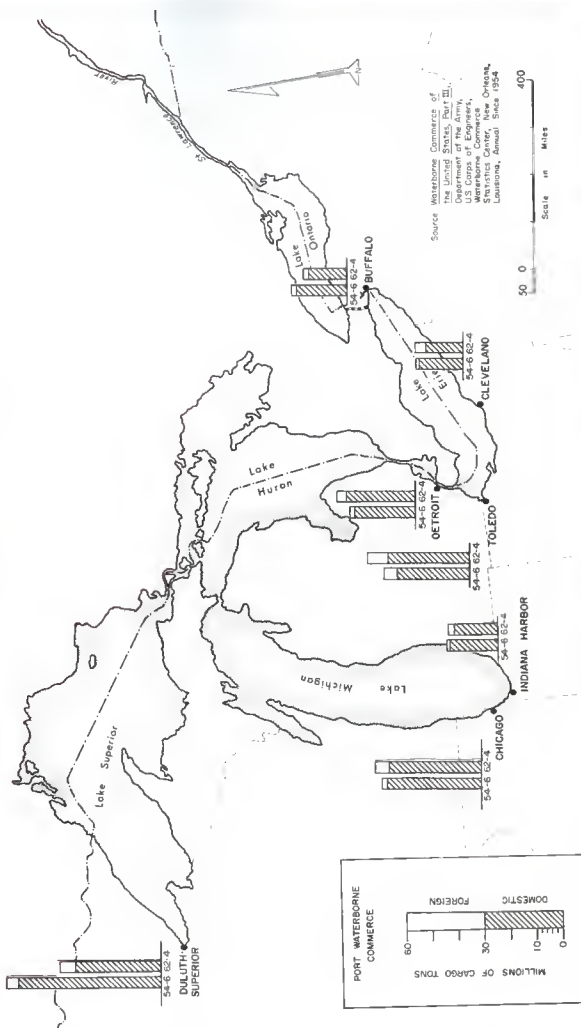 River
St. Lawrence
Lake
Ontario
N
Source Waterborne Commerce of
the United States, Part III,
Department of the Army,
US Corps of Engineers,
Waterborne Commerce
Statistics Center, New Orleans,
Louisiana, Annual Since 1954
50 0 400
Scale in Miles
54-6 62-4
BUFFALO
Lake
Erie
54-6 62-4
CLEVELAND
Lake
Huron
54-6 62-4
DETROIT
TOLEDO
54-6 62-4
Lake Michigan
54-6 62-4
INDIANA HARBOR
CHICAGO
54-6 62-4
Lake Superior
54-6 62-4
DULUTH-
SUPERIOR
PORT WATERBORNE
COMMERCE
MILLIONS OF CARGO TONS
60
30
0
FOREIGN
DOMESTIC